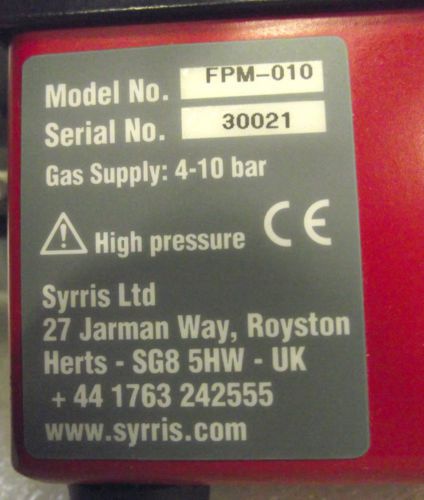 Model No. FPM-010
Serial No. 30021
Gas Supply: 4-10 bar
High pressure CE
Syrris Ltd
27 Jarman Way, Royston
Herts - SG8 5HW - UK
+ 44 1763 242555
www.syrris.com